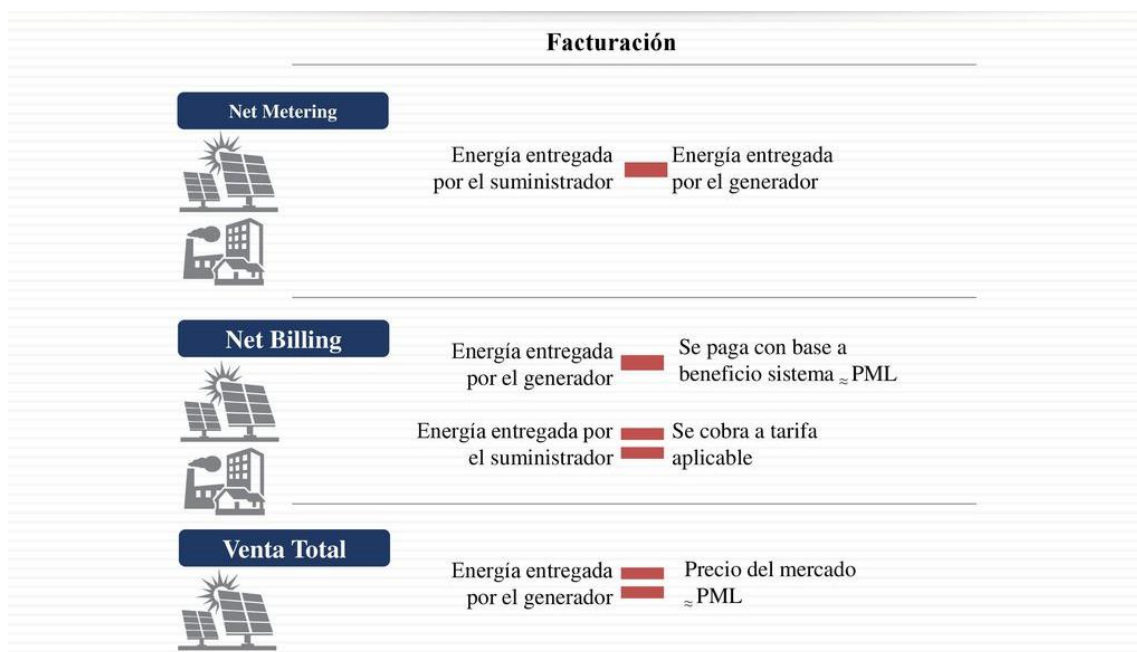 Facturación
Net Metering
Energía entregada
por el suministrador
Energía entregada
por el generador
Net Billing
Energía entregada
por el generador
Se paga con base a
beneficio sistema ≈PML
Energía entregada por
el suministrador
Se cobra a tarifa
aplicable
Venta Total
Energía entregada
por el generador
Precio del mercado
≈PML